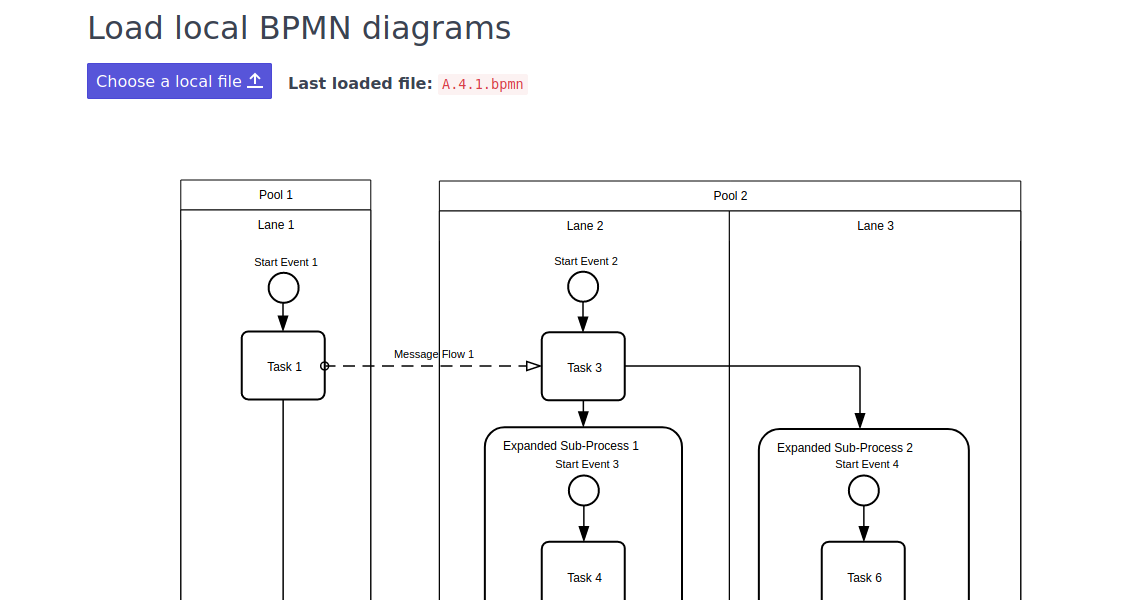 Load local BPMN diagrams
Choose a local file
Last loaded file: A.4.1.bpmn
Pool 1
Pool 2
Lane 1
Lane 2
Lane 3
Start Event 1
Start Event 2
Message Flow 1
Task 1
Task 3
Expanded Sub-Process 1
Expanded Sub-Process 2
Start Event 3
Start Event 4
Task 4
Task 6